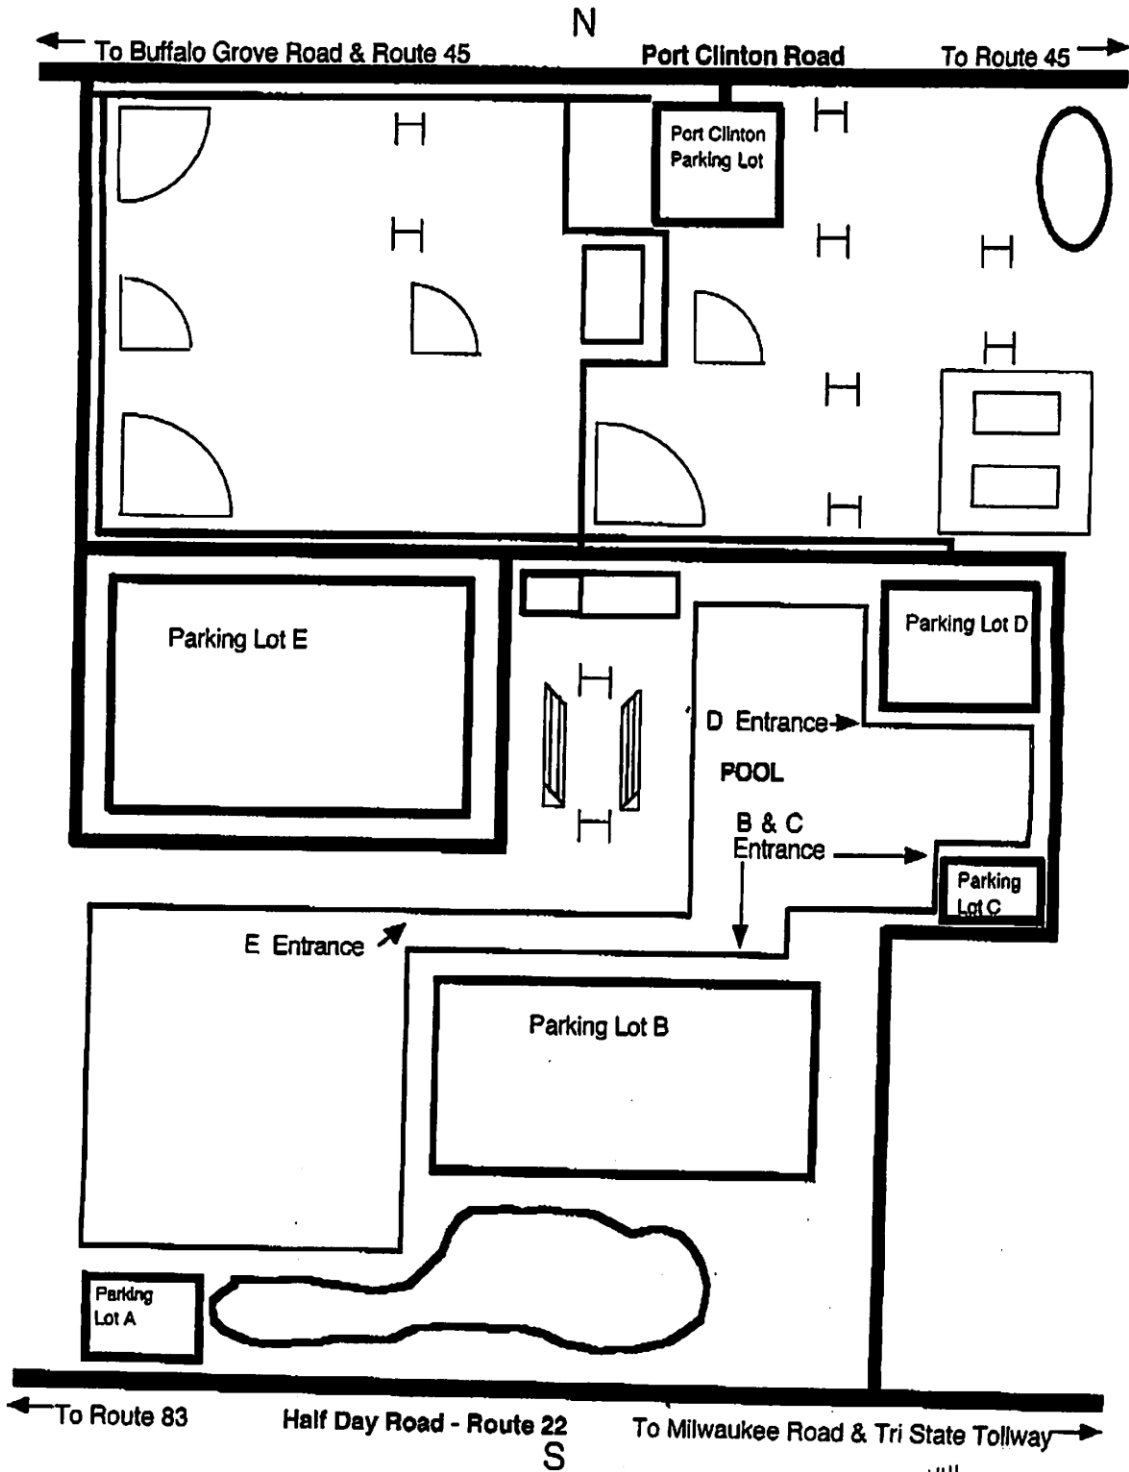 N
To Buffalo Grove Road & Route 45
Port Clinton Road
To Route 45
Port Clinton
Parking Lot
Parking Lot E
Parking Lot D
D Entrance
POOL
B & C
Entrance
Parking
Lot C
E Entrance
Parking Lot B
Parking
Lot A
To Route 83
Half Day Road - Route 22
To Milwaukee Road & Tri State Tollway
S